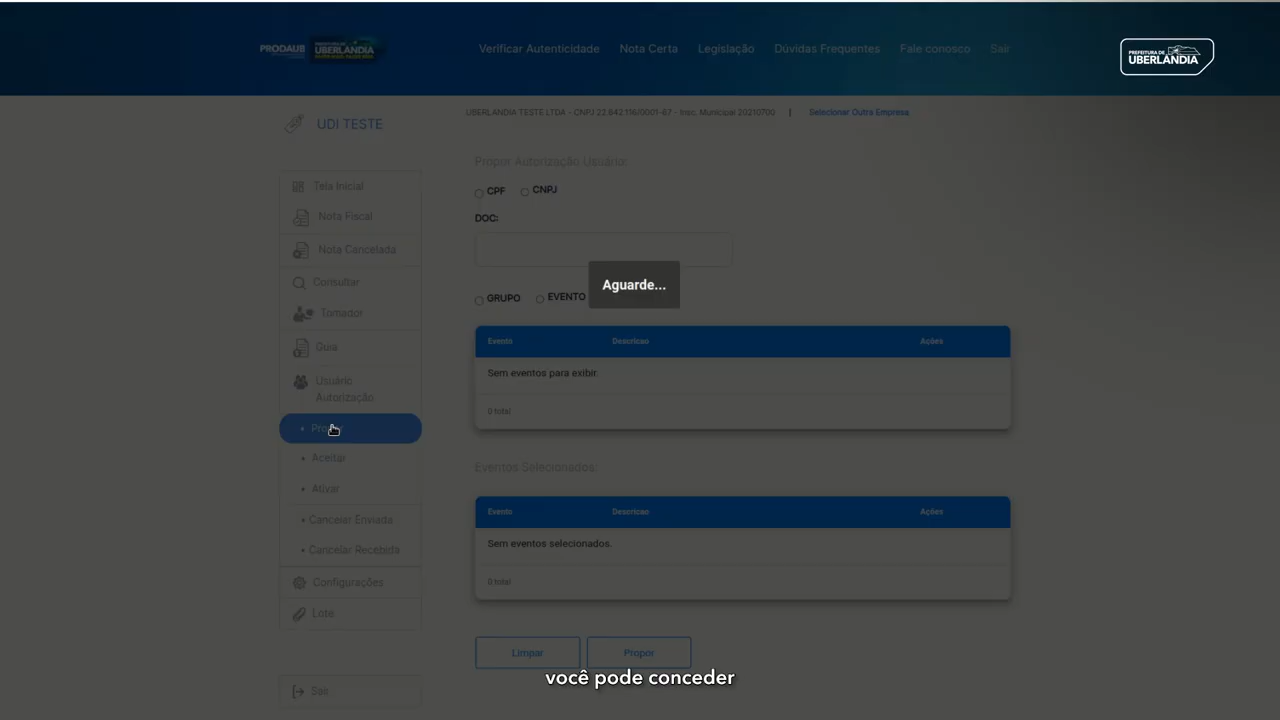 PRODAUB
PREFEITURA DE
UBERLÂNDIA
Verificar Autenticidade
Nota Certa
Legislação
Dúvidas Frequentes
Fale conosco
Sair
PREFEITURA DE
UBERLÂNDIA
UDI TESTE
UBERLANDIA TESTE LTDA - CNPJ 22.642.116/0001-67 - Insc. Municipal 20210700 | Selecionar Outra Empresa
Tela Inicial
Nota Fiscal
Nota Cancelada
Consultar
Tomador
Guia
Usuário
Autorização
• Propor
• Aceitar
• Ativar
• Cancelar Enviada
• Cancelar Recebida
Configurações
Lote
Sair
Propor Autorização Usuário:
CPF
CNPJ
DOC:
Aguarde...
GRUPO
EVENTO
Evento Descricao Ações
Sem eventos para exibir.
0 total
Eventos Selecionados:
Evento Descricao Ações
Sem eventos selecionados.
0 total
Limpar
Propor
você pode conceder